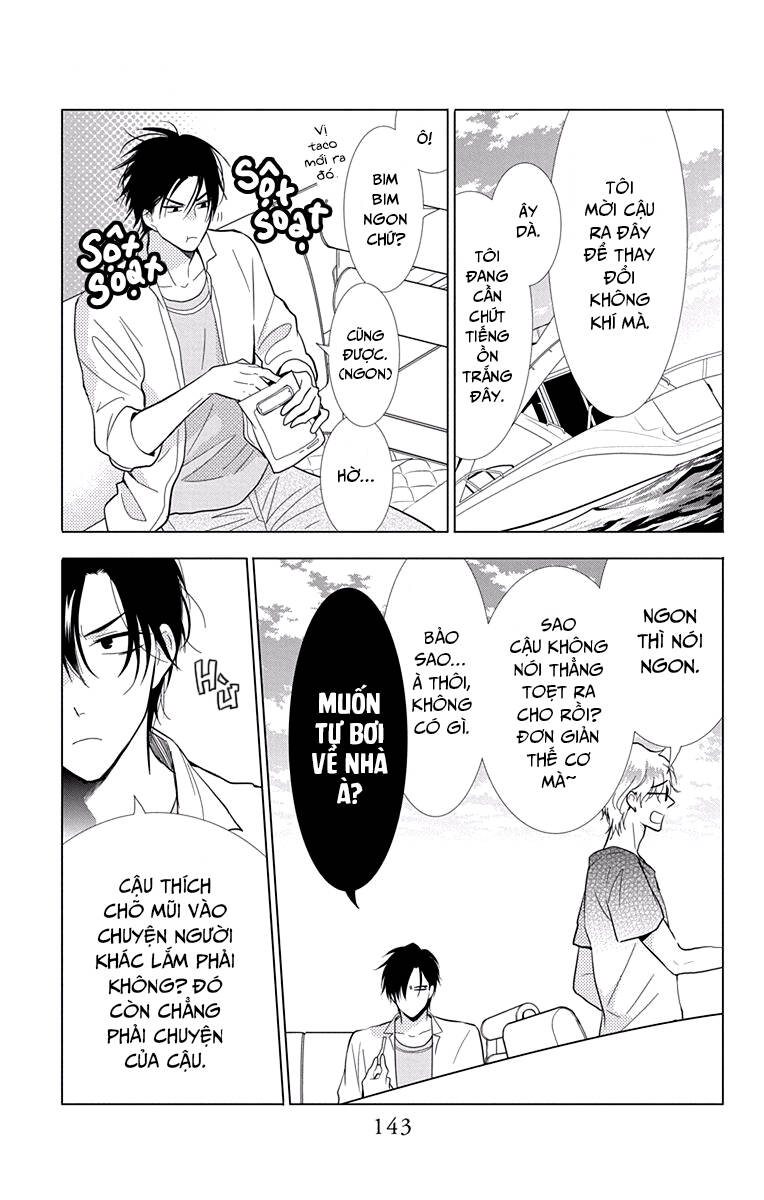 TÔI
MỜI CẬU
RA ĐÂY
ĐỂ THAY
ĐỔI
KHÔNG
KHÍ MÀ.
ÂY
DÀ.
TÔI
ĐANG
CẦN
CHÚT
TIẾNG
ỒN
TRẮNG
ĐÂY.
Ô!
Vị
taco
mới ra
đó.
BIM
BIM
NGON
CHỨ?
SỘT
SOẠT
SỘT
SOẠT
CŨNG
ĐƯỢC.
(NGON)
HỜ...
NGON
THÌ NÓI
NGON.
SAO
CẬU KHÔNG
NÓI THẲNG
TOẸT RA
CHO RỒI?
ĐƠN GIẢN
THẾ CƠ
MÀ~
BẢO
SAO...
À THÔI,
KHÔNG
CÓ GÌ.
MUỐN
TỰ BƠI
VỀ NHÀ
À?
HỪ
CẬU THÍCH
CHÕ MŨI VÀO
CHUYỆN NGƯỜI
KHÁC LẮM PHẢI
KHÔNG? ĐÓ
CÒN CHẲNG
PHẢI CHUYỆN
CỦA CẬU.
143